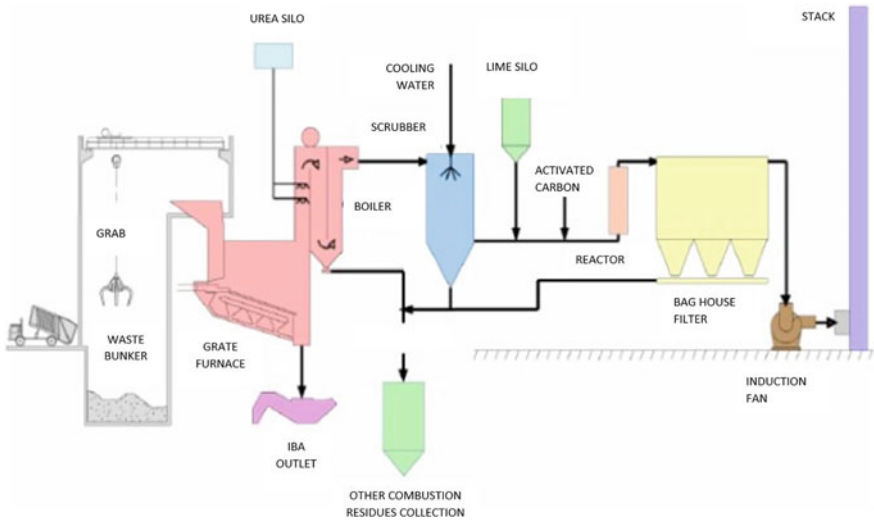 UREA SILO
STACK
COOLING
WATER
LIME SILO
SCRUBBER
ACTIVATED
CARBON
BOILER
GRAB
REACTOR
BAG HOUSE
FILTER
WASTE
BUNKER
GRATE
FURNACE
INDUCTION
FAN
IBA
OUTLET
OTHER COMBUSTION
RESIDUES COLLECTION